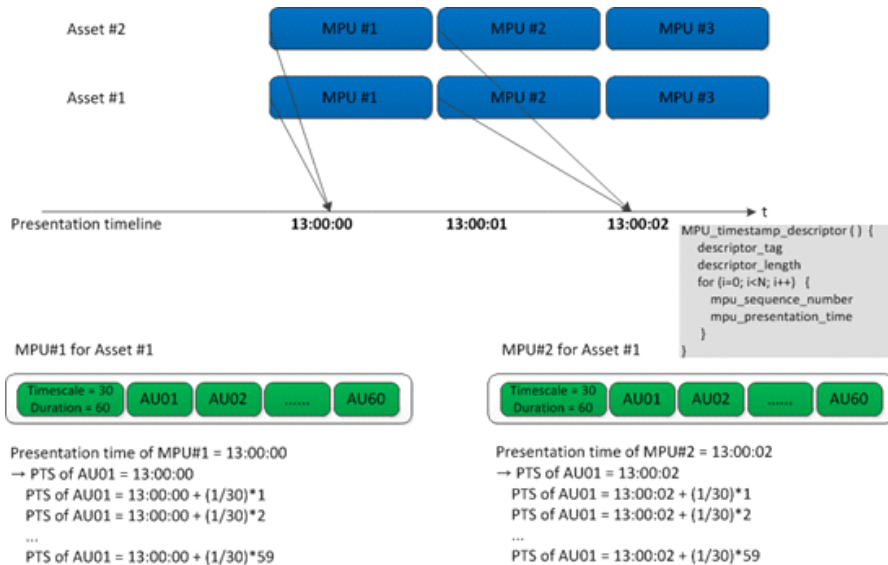 Asset #2 MPU #1 MPU #2 MPU #3
Asset #1 MPU #1 MPU #2 MPU #3
t
Presentation timeline 13:00:00 13:00:01 13:00:02
MPU_timestamp_descriptor ( ) {
descriptor_tag
descriptor_length
for (i=0; i<N; i++) {
mpu_sequence_number
mpu_presentation_time
}
}
MPU#1 for Asset #1
Timescale = 30
Duration = 60
AU01 AU02 ...... AU60
Presentation time of MPU#1 = 13:00:00
→ PTS of AU01 = 13:00:00
PTS of AU01 = 13:00:00 + (1/30)*1
PTS of AU01 = 13:00:00 + (1/30)*2
...
PTS of AU01 = 13:00:00 + (1/30)*59
MPU#2 for Asset #1
Timescale = 30
Duration = 60
AU01 AU02 ...... AU60
Presentation time of MPU#2 = 13:00:02
→ PTS of AU01 = 13:00:02
PTS of AU01 = 13:00:02 + (1/30)*1
PTS of AU01 = 13:00:02 + (1/30)*2
...
PTS of AU01 = 13:00:02 + (1/30)*59